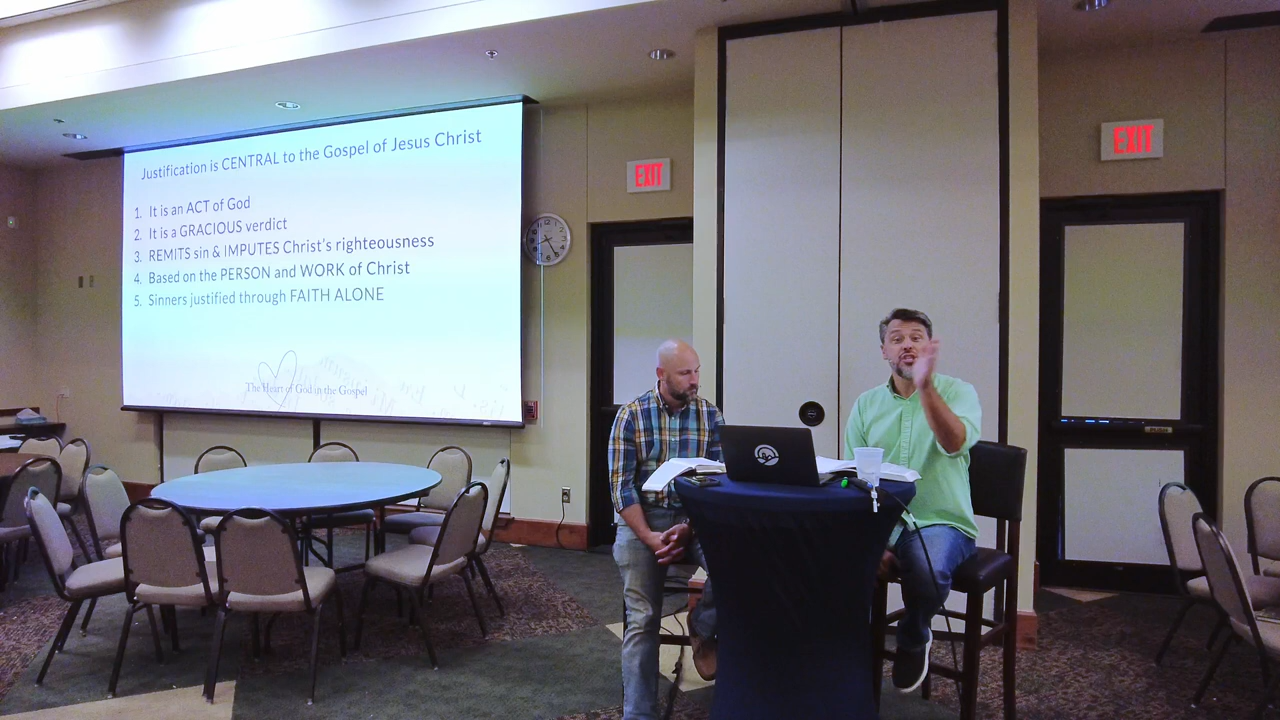 Justification is CENTRAL to the Gospel of Jesus Christ
1. It is an ACT of God
2. It is a GRACIOUS verdict
3. REMITS sin & IMPUTES Christ's righteousness
4. Based on the PERSON and WORK of Christ
5. Sinners justified through FAITH ALONE
The Heart of God in the Gospel
EXIT
EXIT